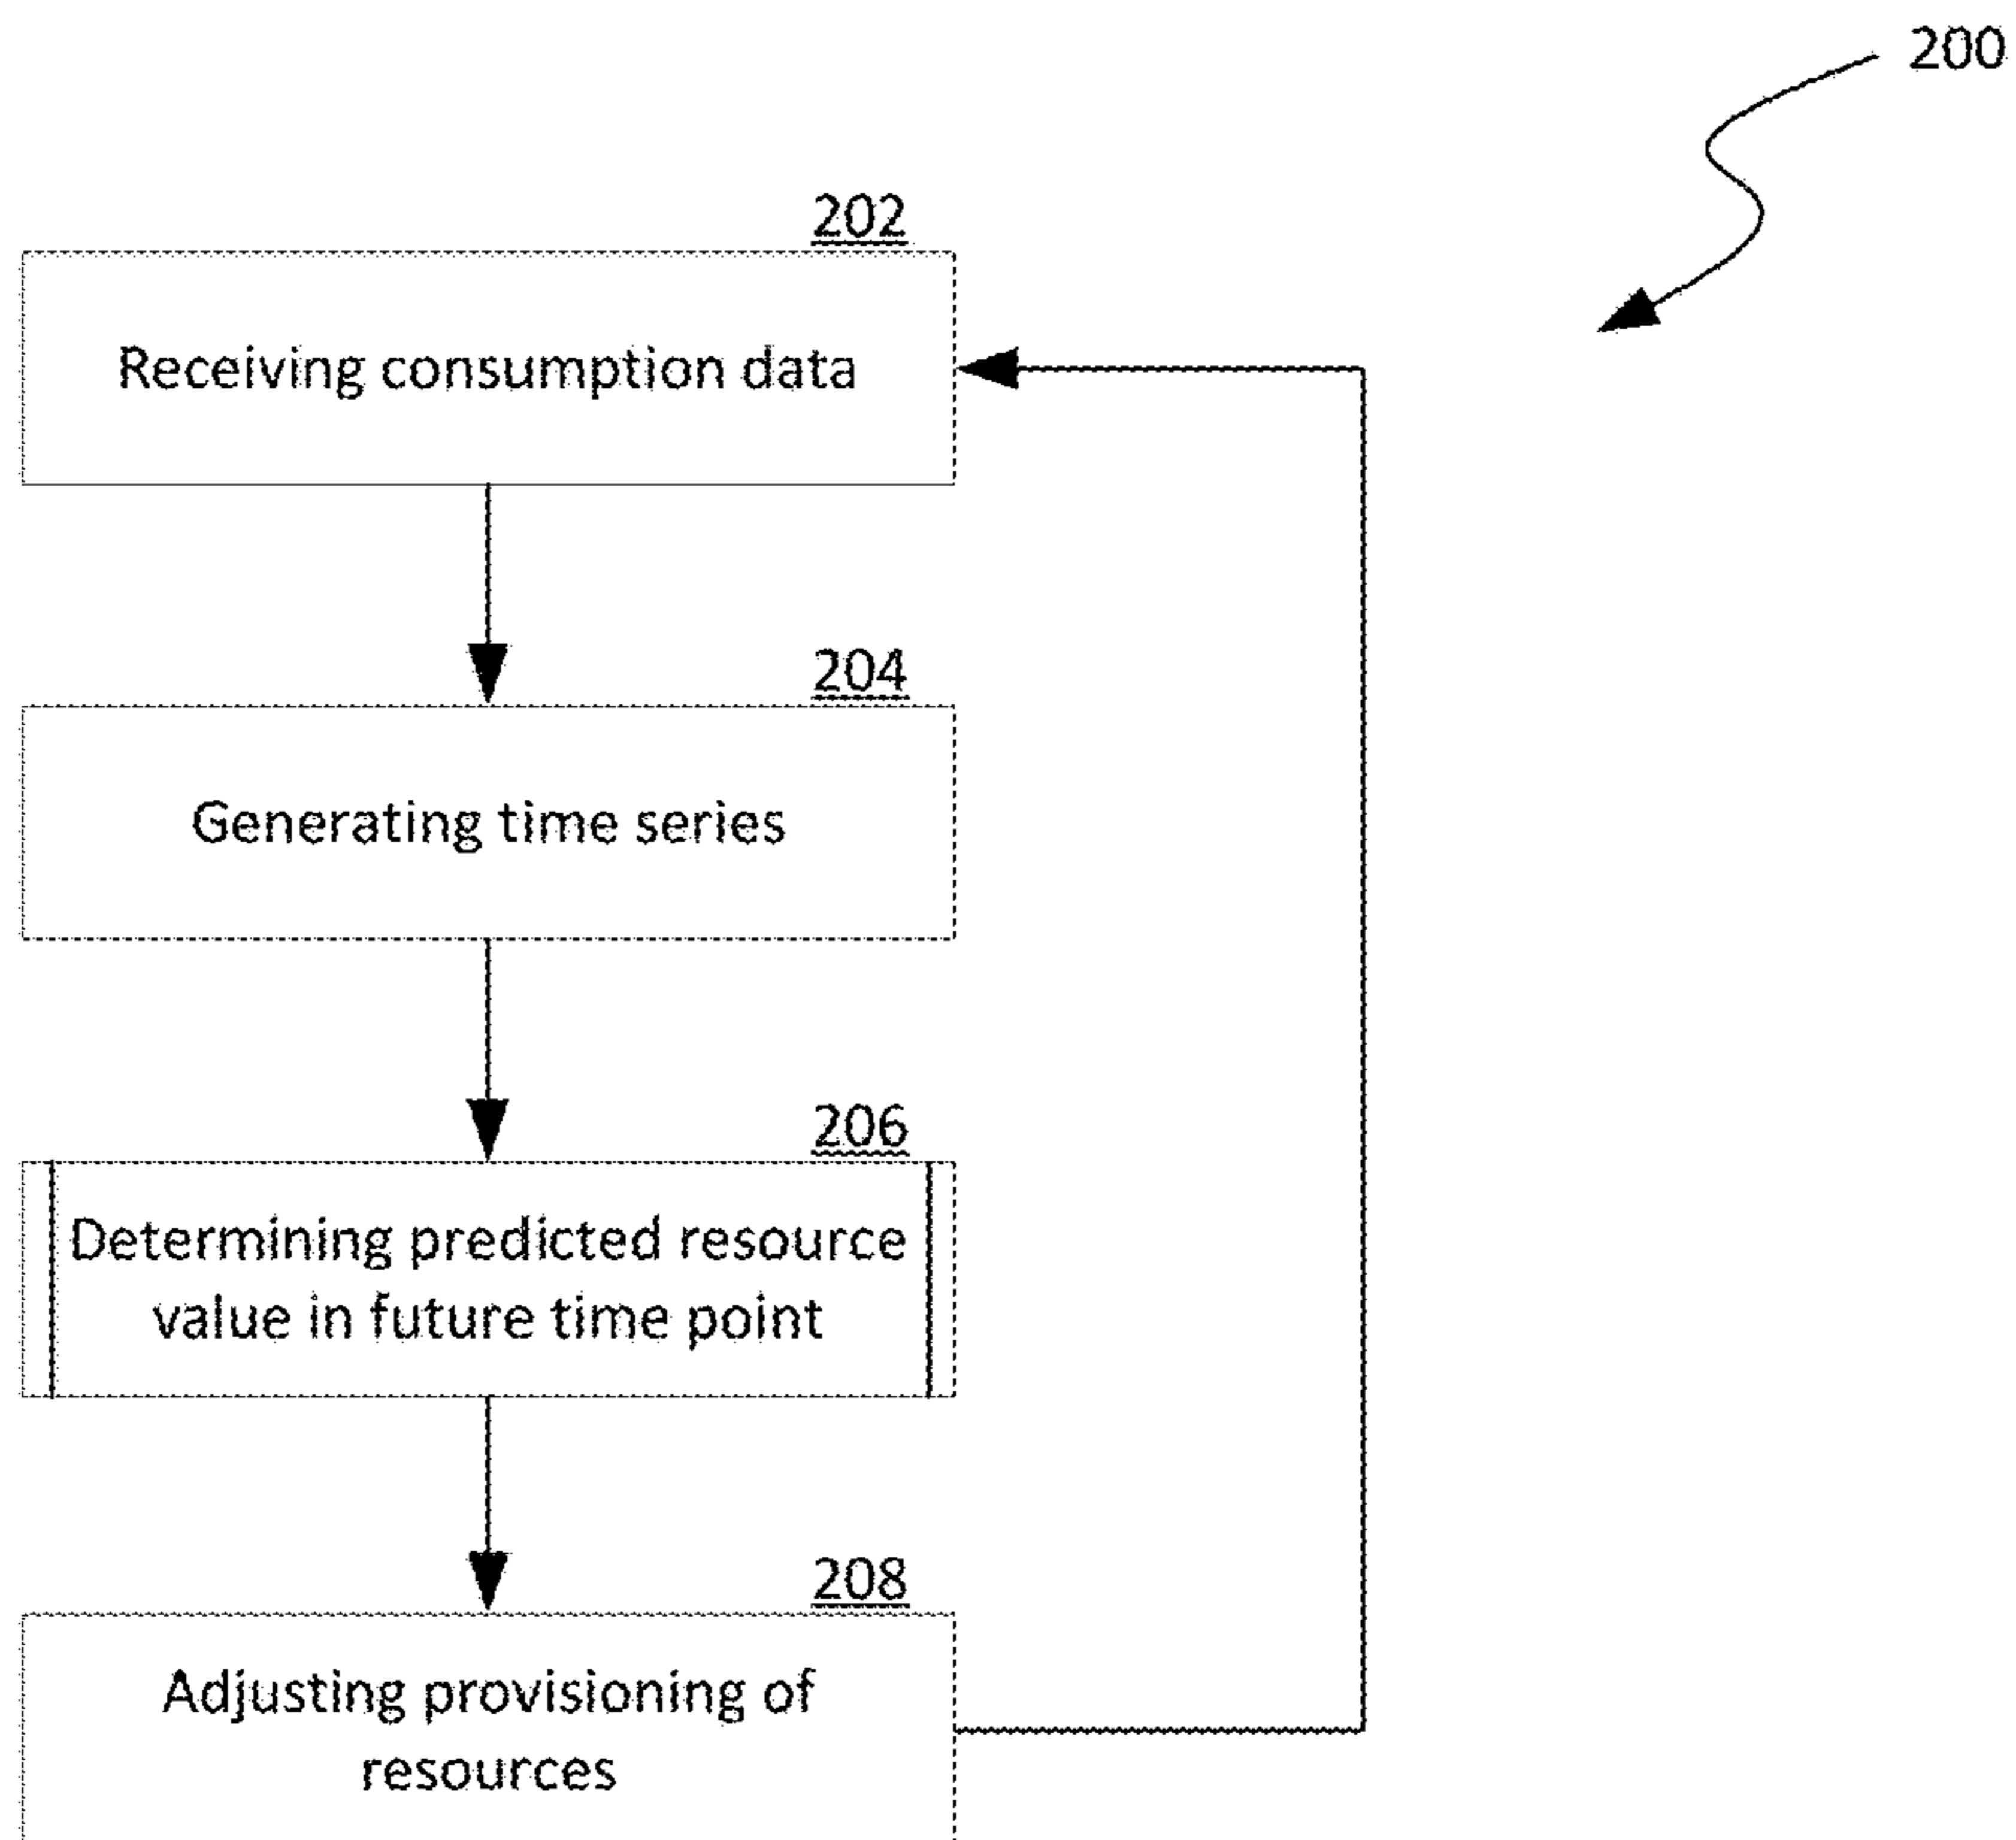 200
202
Receiving consumption data
204
Generating time series
206
Determining predicted resource
value in future time point
208
Adjusting provisioning of
resources